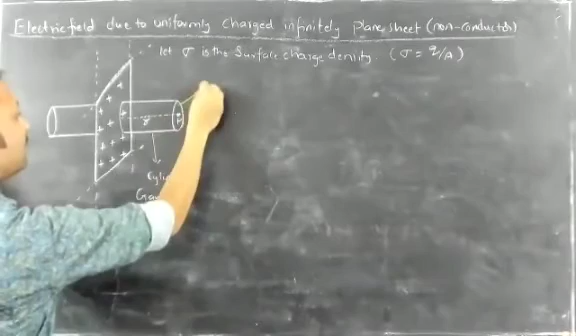 Electric field due to uniformly charged infinitely plane sheet (non-conductor)
let σ is the Surface charge density. (σ = q/A)